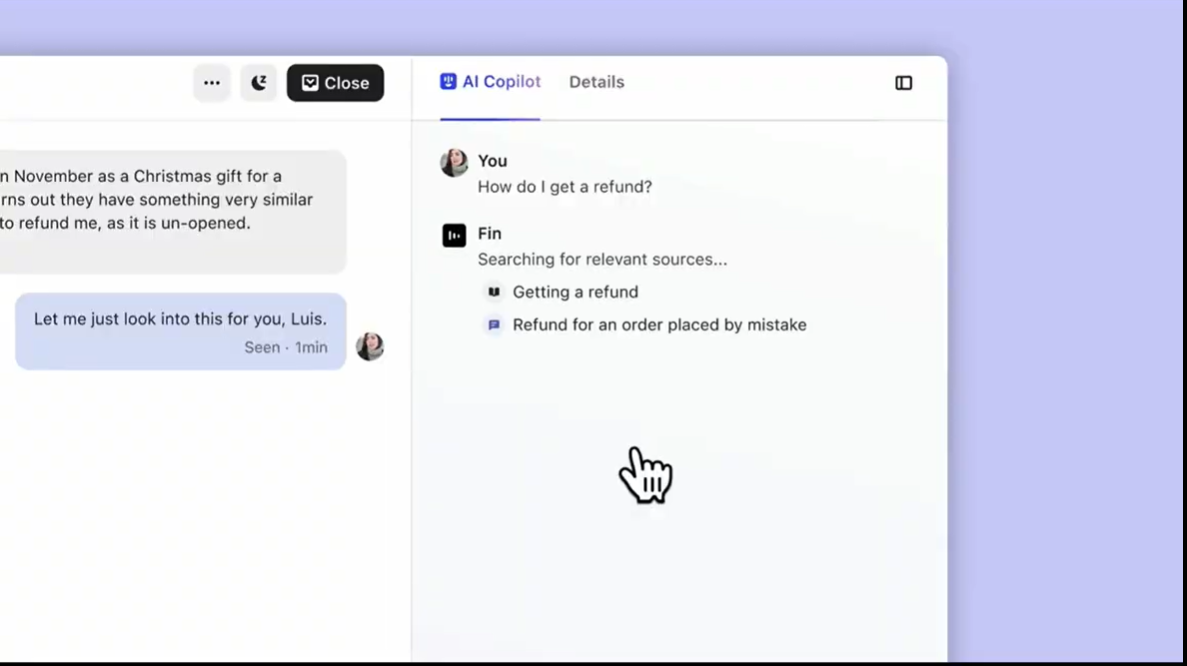 Close
AI Copilot
Details
November as a Christmas gift for a
out they have something very similar
to refund me, as it is un-opened.
Let me just look into this for you, Luis.
Seen · 1min
You
How do I get a refund?
Fin
Searching for relevant sources...
Getting a refund
Refund for an order placed by mistake